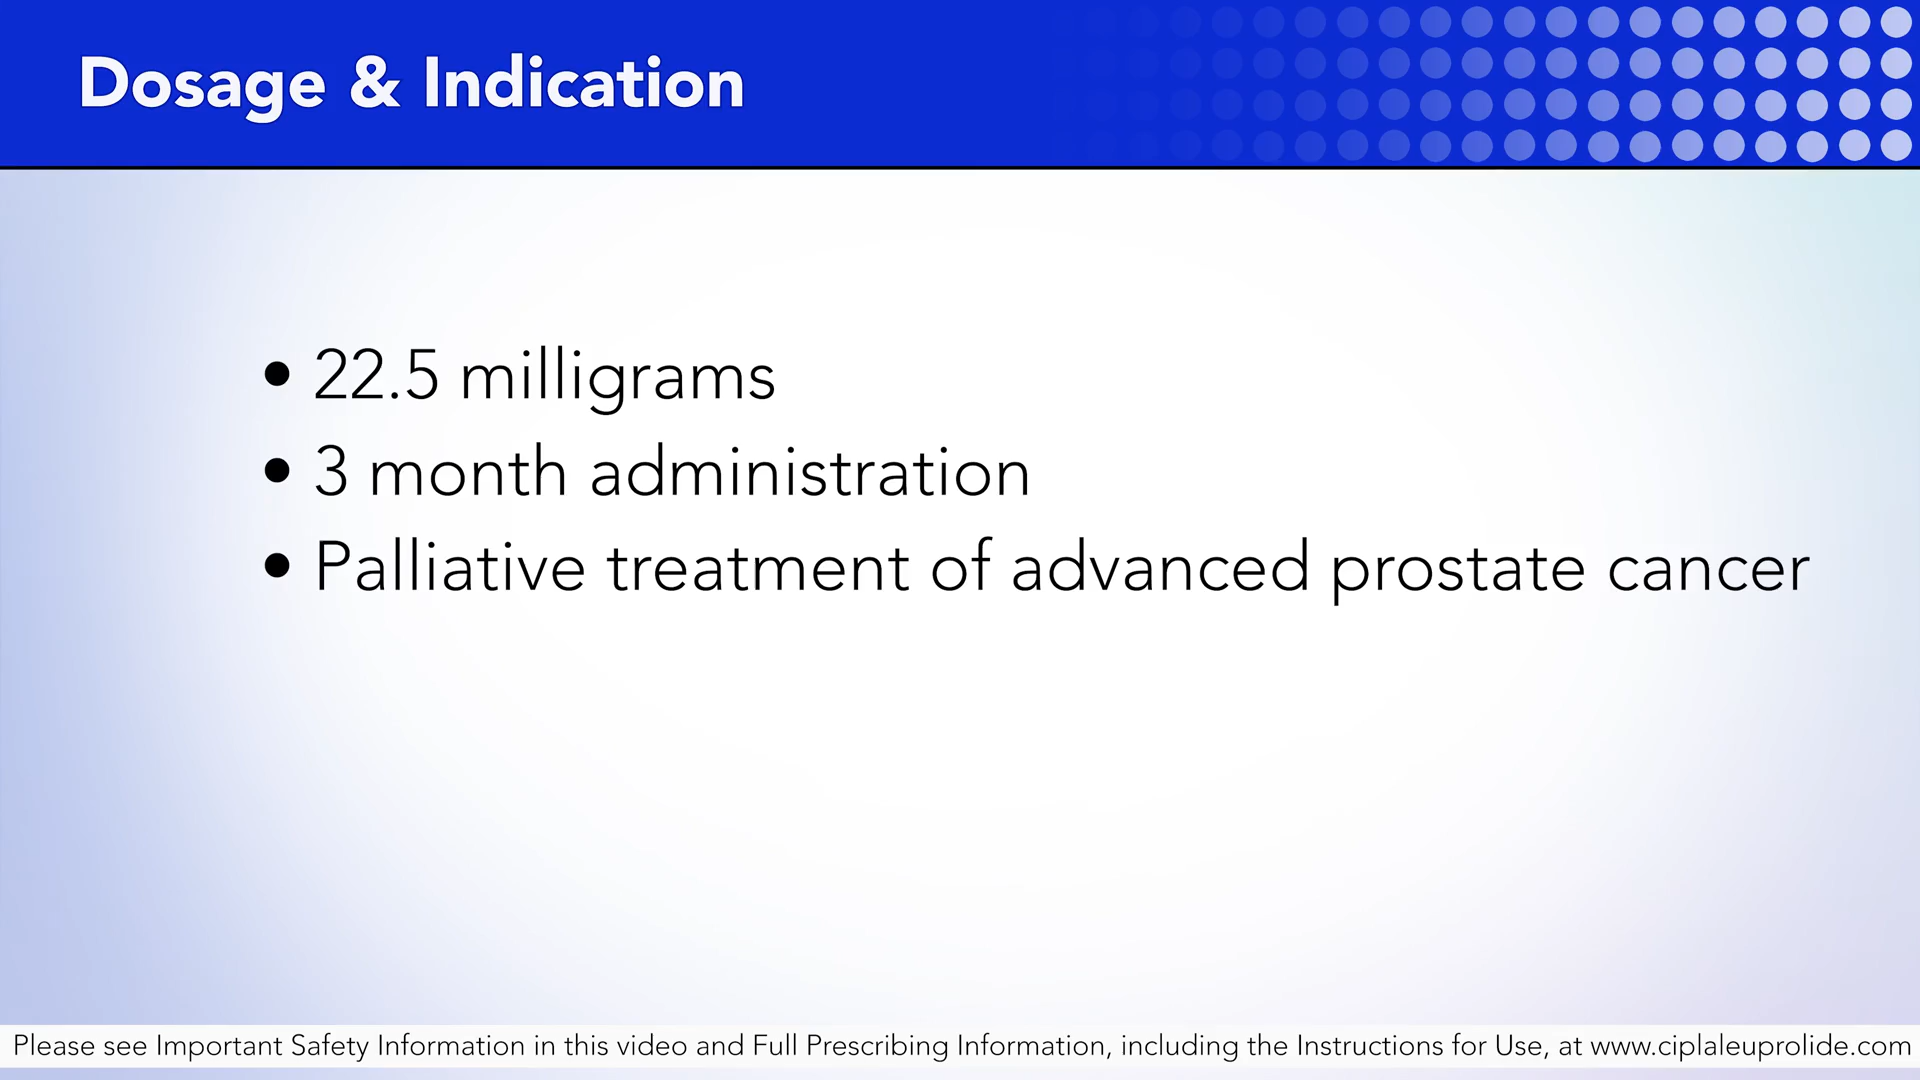 Dosage & Indication
• 22.5 milligrams
• 3 month administration
• Palliative treatment of advanced prostate cancer
Please see Important Safety Information in this video and Full Prescribing Information, including the Instructions for Use, at www.ciplaleuprolide.com